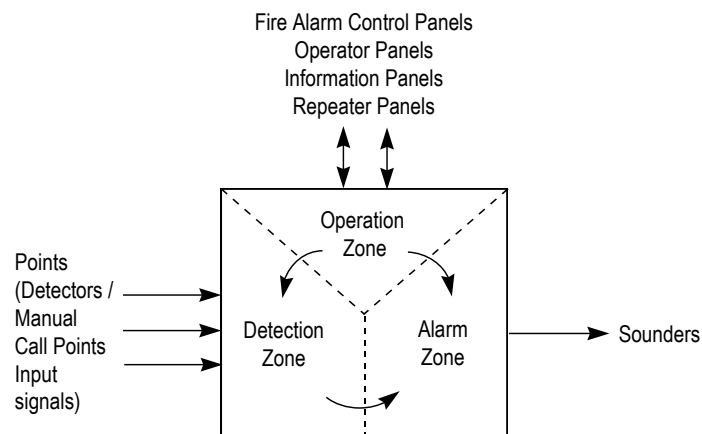 Fire Alarm Control Panels
Operator Panels
Information Panels
Repeater Panels
Operation
Zone
Points
(Detectors /
Manual
Call Points
Input
signals)
Detection
Zone
Alarm
Zone
Sounders